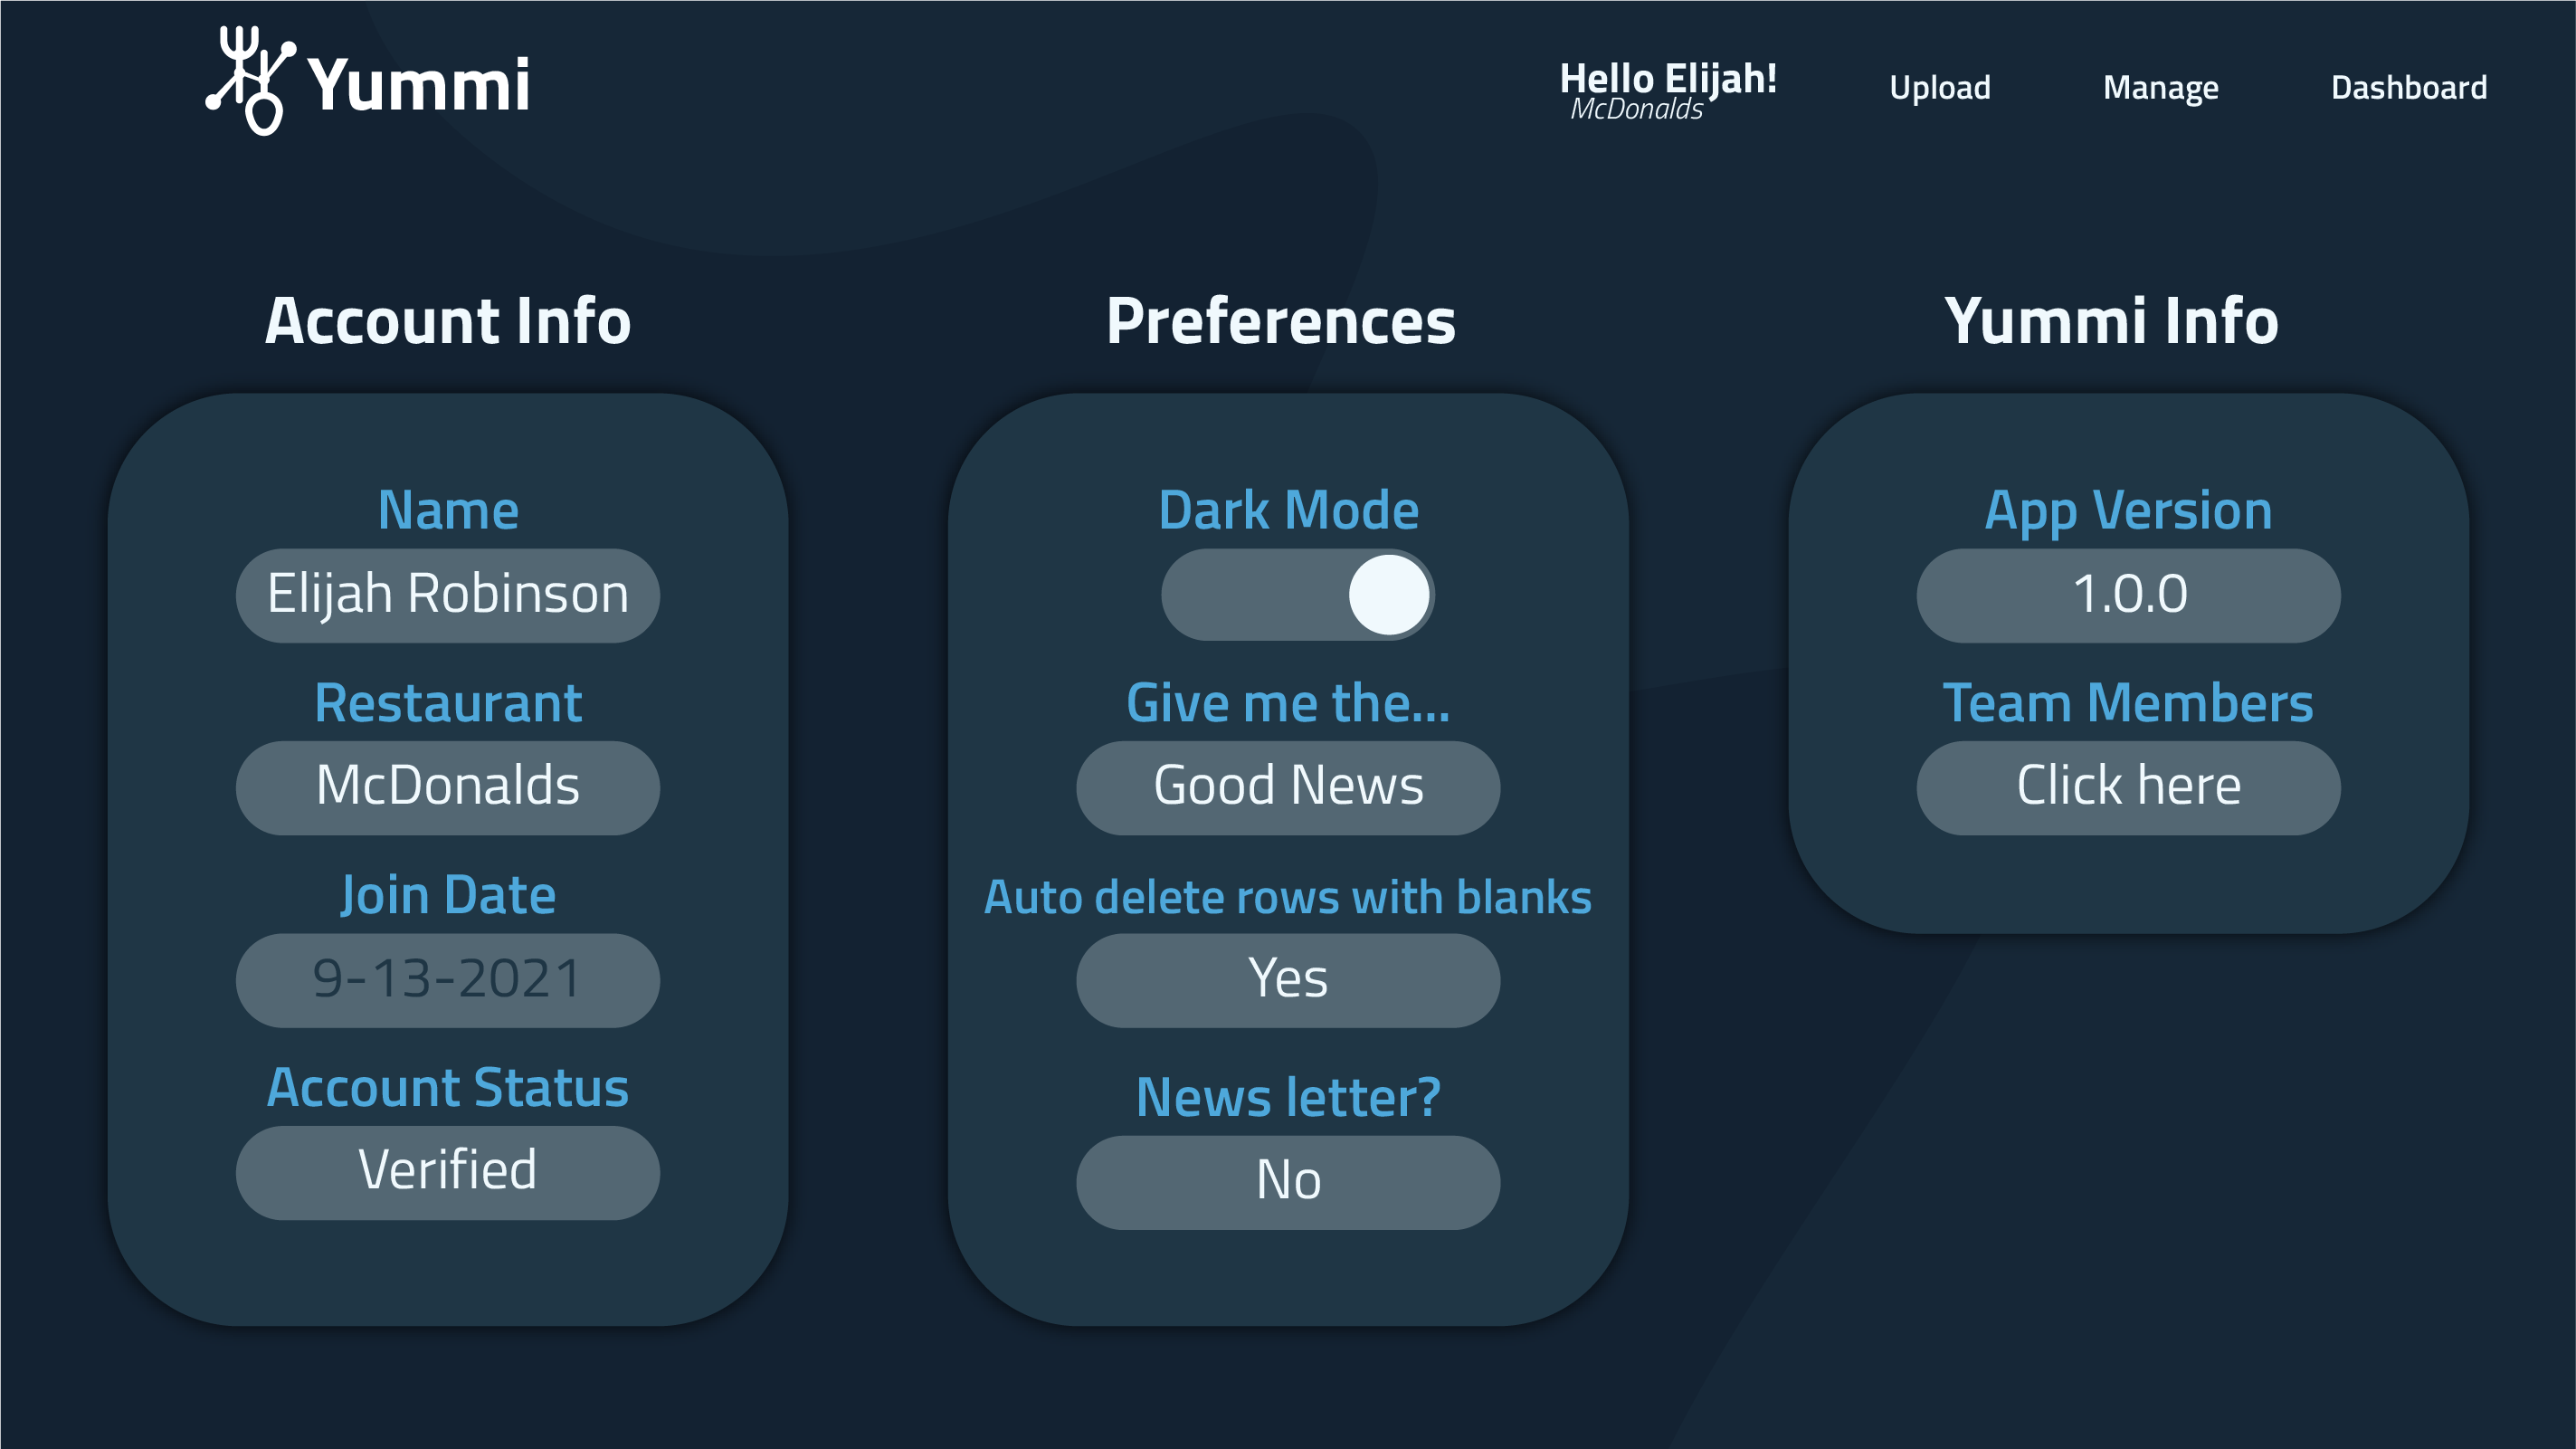 Yummi
Hello Elijah!
McDonalds
Upload
Manage
Dashboard
Account Info
Name
Elijah Robinson
Restaurant
McDonalds
Join Date
9-13-2021
Account Status
Verified
Preferences
Dark Mode
Give me the...
Good News
Auto delete rows with blanks
Yes
News letter?
No
Yummi Info
App Version
1.0.0
Team Members
Click here